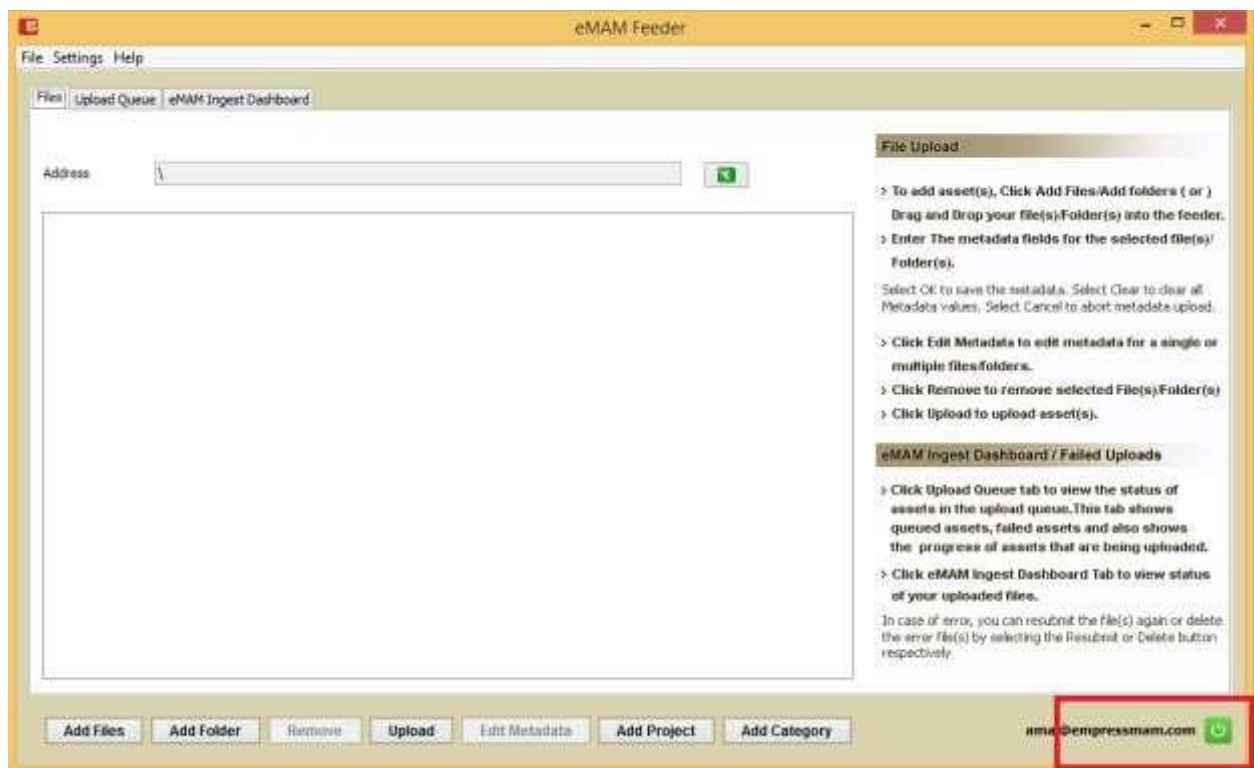 eMAM Feeder
File Settings Help
Files Upload Queue eMAM Ingest Dashboard
Address \
File Upload
> To add asset(s), Click Add Files/Add folders ( or )
Drag and Drop your file(s)/Folder(s) into the feeder.
> Enter The metadata fields for the selected file(s)/
Folder(s).
Select OK to save the metadata. Select Clear to clear all
Metadata values. Select Cancel to abort metadata upload.
> Click Edit Metadata to edit metadata for a single or
multiple files/folders.
> Click Remove to remove selected File(s)/Folder(s)
> Click Upload to upload asset(s).
eMAM Ingest Dashboard / Failed Uploads
> Click Upload Queue tab to view the status of
assets in the upload queue.This tab shows
queued assets, failed assets and also shows
the progress of assets that are being uploaded.
> Click eMAM Ingest Dashboard Tab to view status
of your uploaded files.
In case of error, you can resubmit the file(s) again or delete
the error file(s) by selecting the Resubmit or Delete button
respectively
Add Files Add Folder Remove Upload Edit Metadata Add Project Add Category